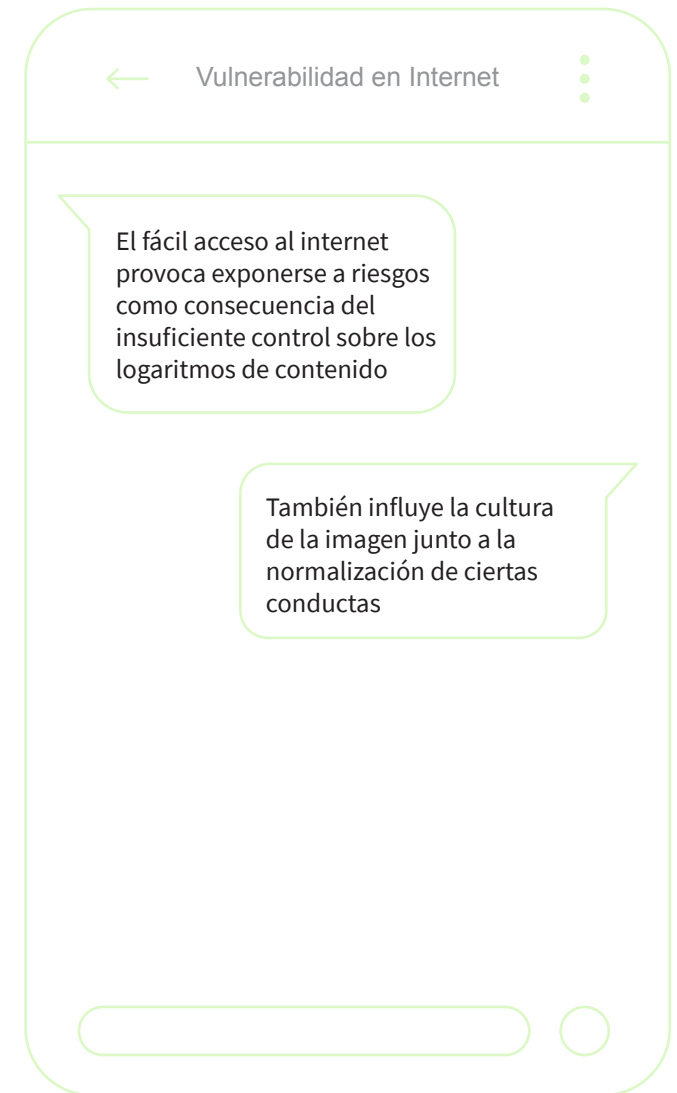 Vulnerabilidad en Internet
El fácil acceso al internet
provoca exponerse a riesgos
como consecuencia del
insuficiente control sobre los
logaritmos de contenido
También influye la cultura
de la imagen junto a la
normalización de ciertas
conductas